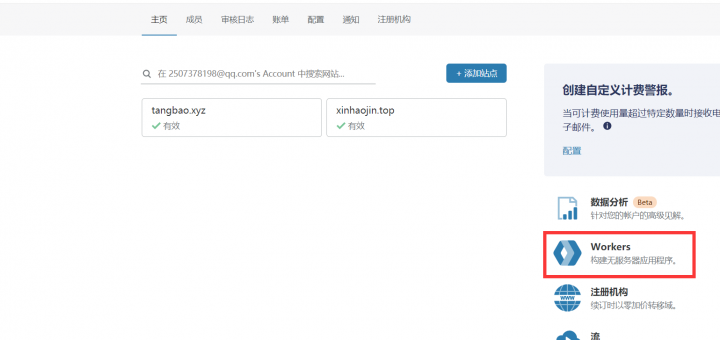 主页 成员 审核日志 账单 配置 通知 注册机构
在 2507378198@qq.com's Account 中搜索网站...
+ 添加站点
tangbao.xyz
有效
xinhaojin.top
有效
创建自定义计费警报。
当可计费使用量超过特定数量时接收电
子邮件。
配置
数据分析 Beta
针对您的帐户的高级见解。
Workers
构建无服务器应用程序。
WWW
注册机构
续订时以零加价转移域。
流